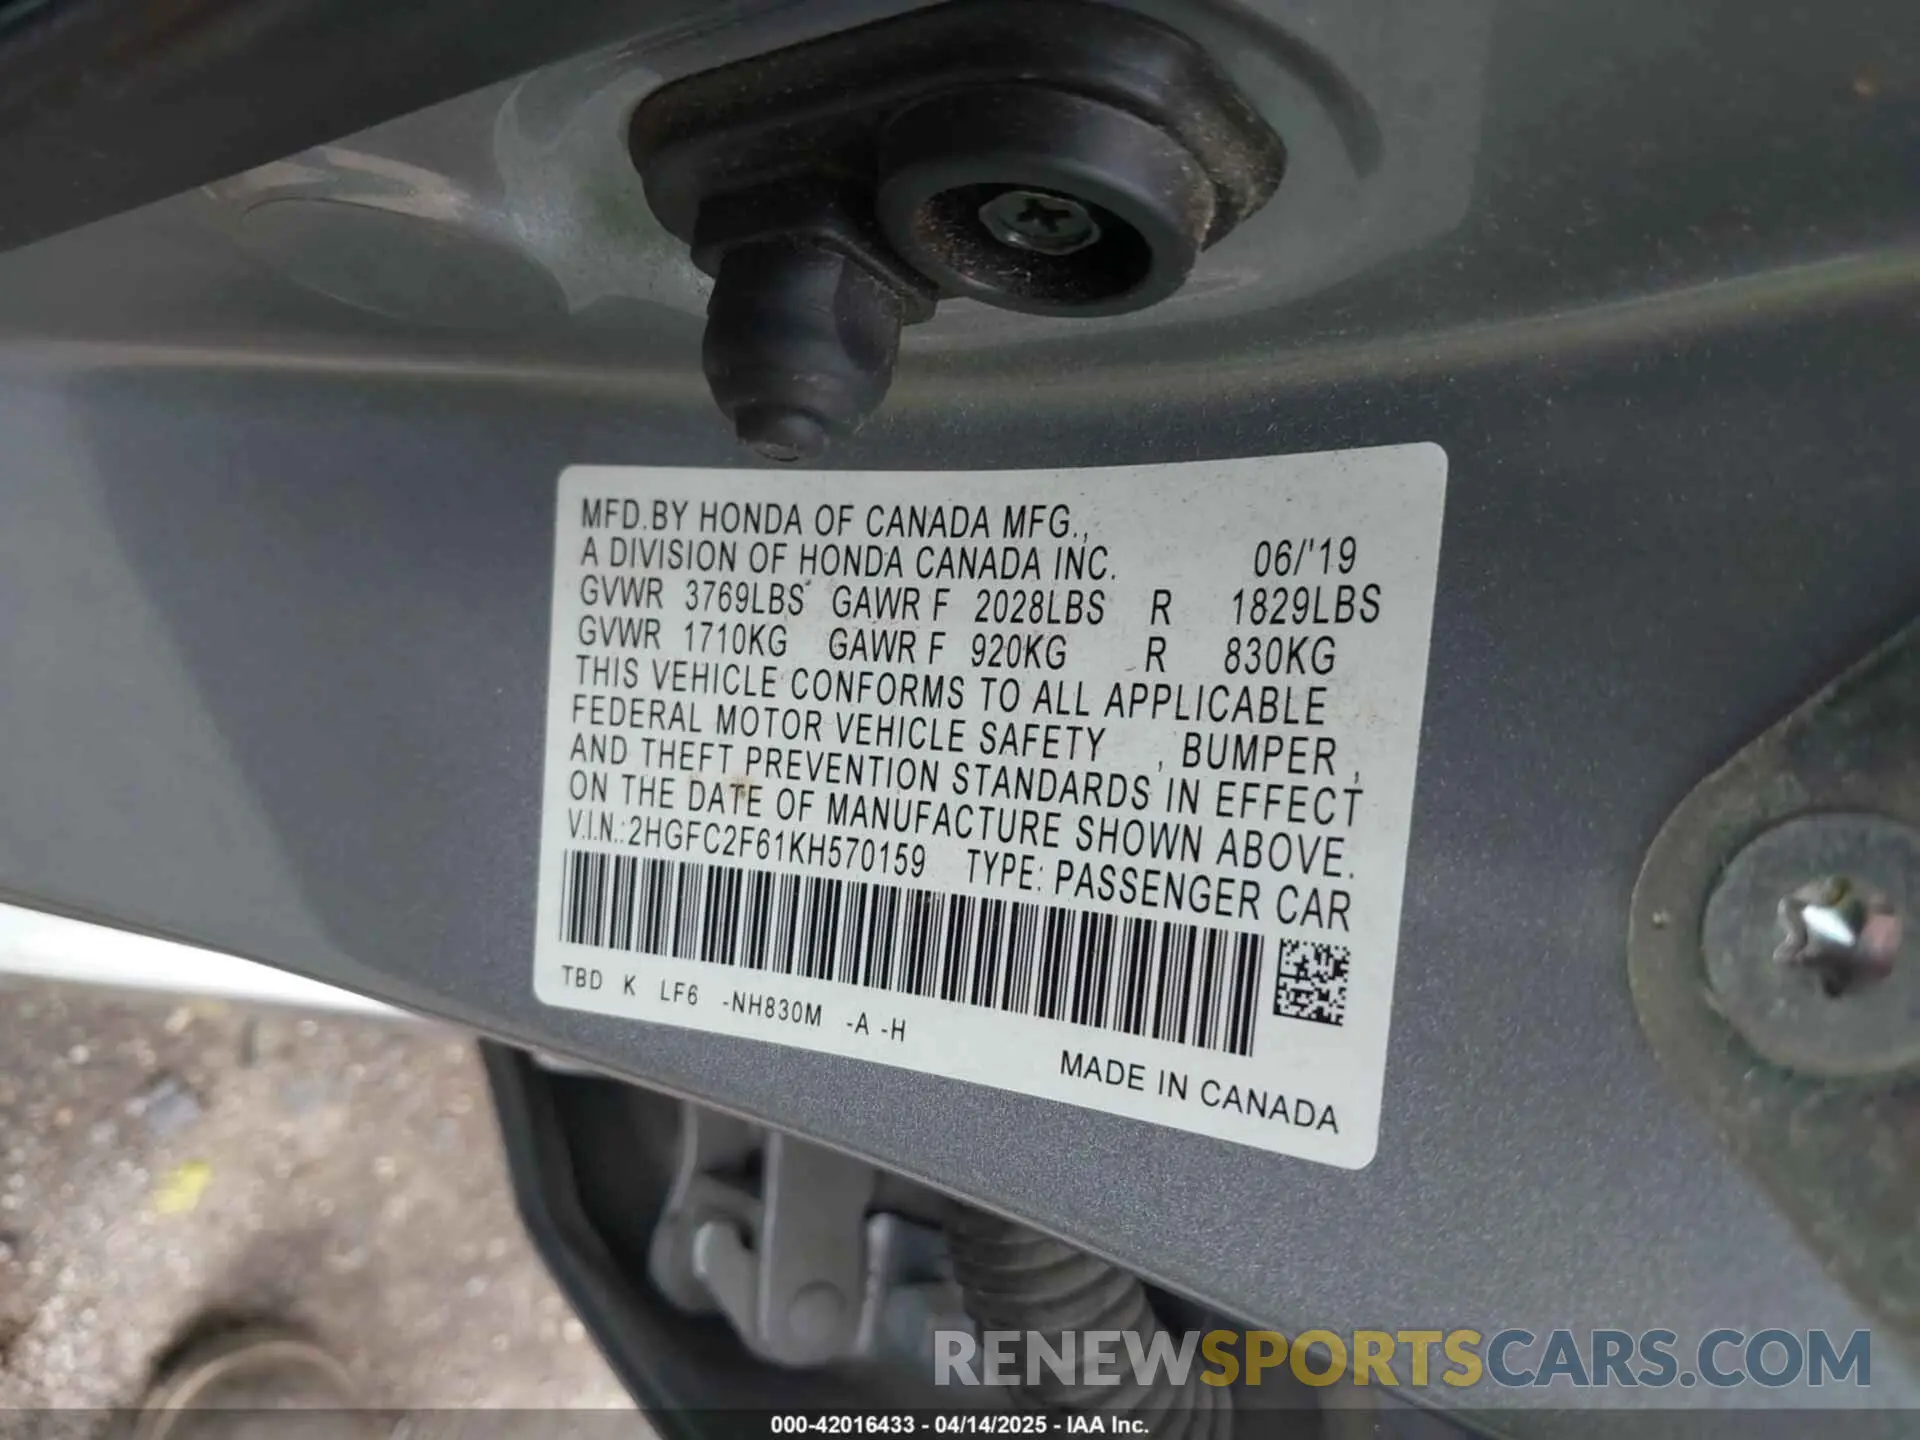 MFD.BY HONDA OF CANADA MFG.,
A DIVISION OF HONDA CANADA INC. 06/'19
GVWR 3769LBS GAWR F 2028LBS R 1829LBS
GVWR 1710KG GAWR F 920KG R 830KG
THIS VEHICLE CONFORMS TO ALL APPLICABLE
FEDERAL MOTOR VEHICLE SAFETY , BUMPER ,
AND THEFT PREVENTION STANDARDS IN EFFECT
ON THE DATE OF MANUFACTURE SHOWN ABOVE.
V.I.N.: 2HGFC2F61KH570159 TYPE: PASSENGER CAR
TBD K LF6 -NH830M -A -H
MADE IN CANADA
RENEWSPORTSCARS.COM
000-42016433 - 04/14/2025 - IAA Inc.